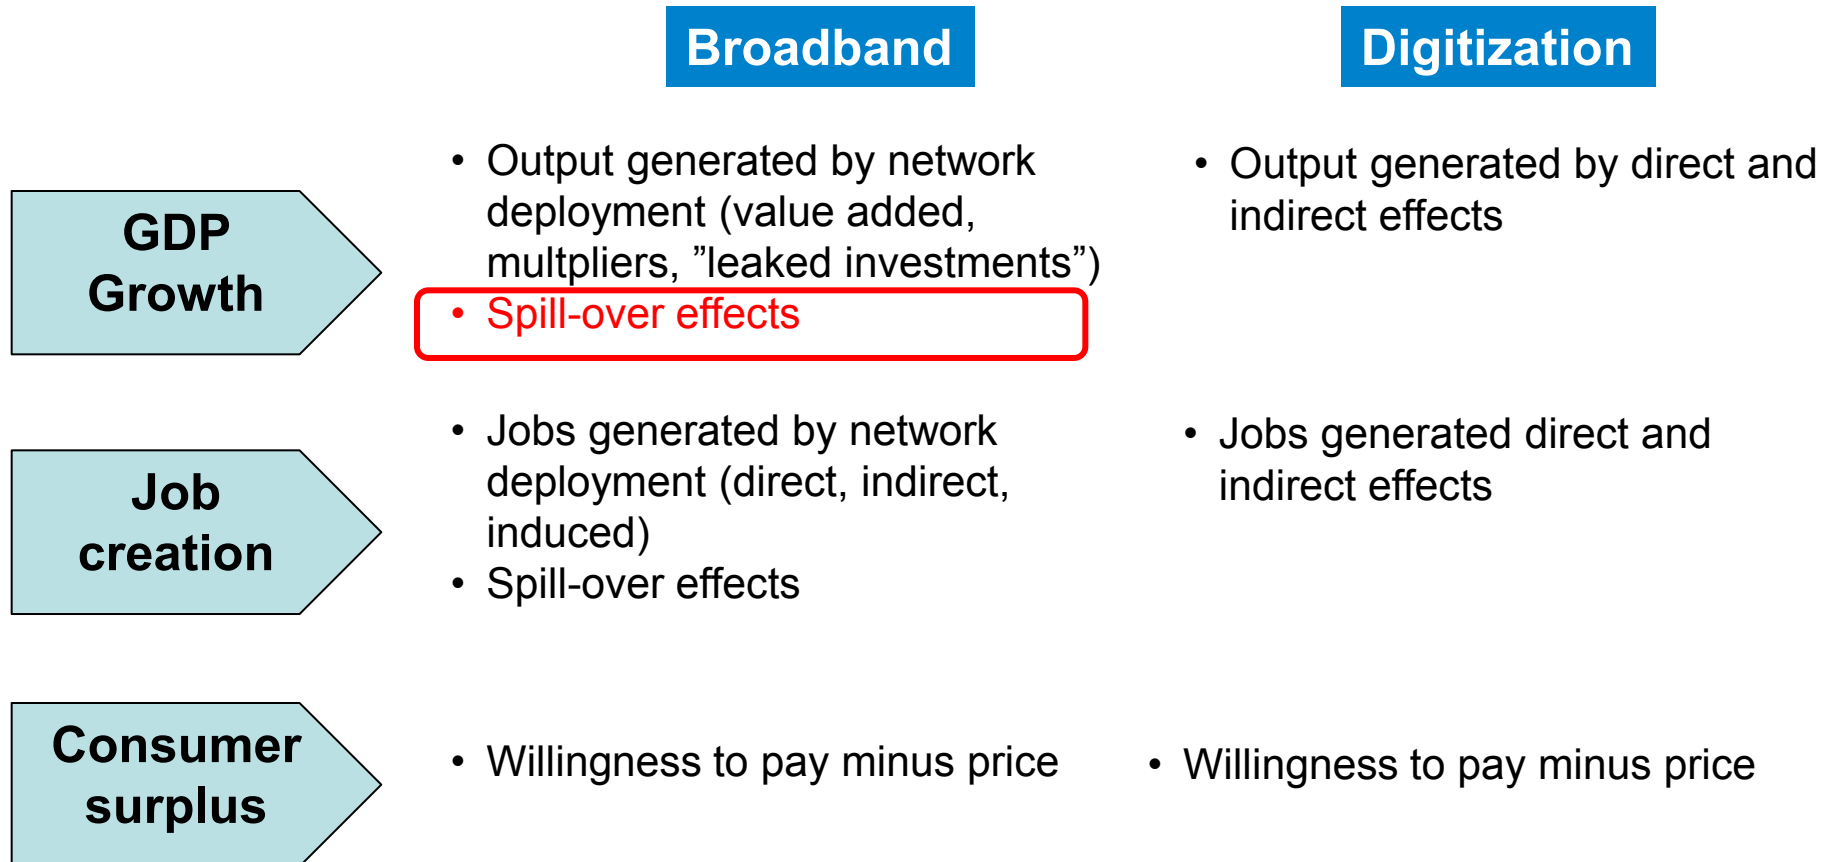 Broadband
Digitization
GDP
Growth
• Output generated by network
deployment (value added,
multpliers, ”leaked investments”)
• Spill-over effects
• Output generated by direct and
indirect effects
Job
creation
• Jobs generated by network
deployment (direct, indirect,
induced)
• Spill-over effects
• Jobs generated direct and
indirect effects
Consumer
surplus
• Willingness to pay minus price
• Willingness to pay minus price